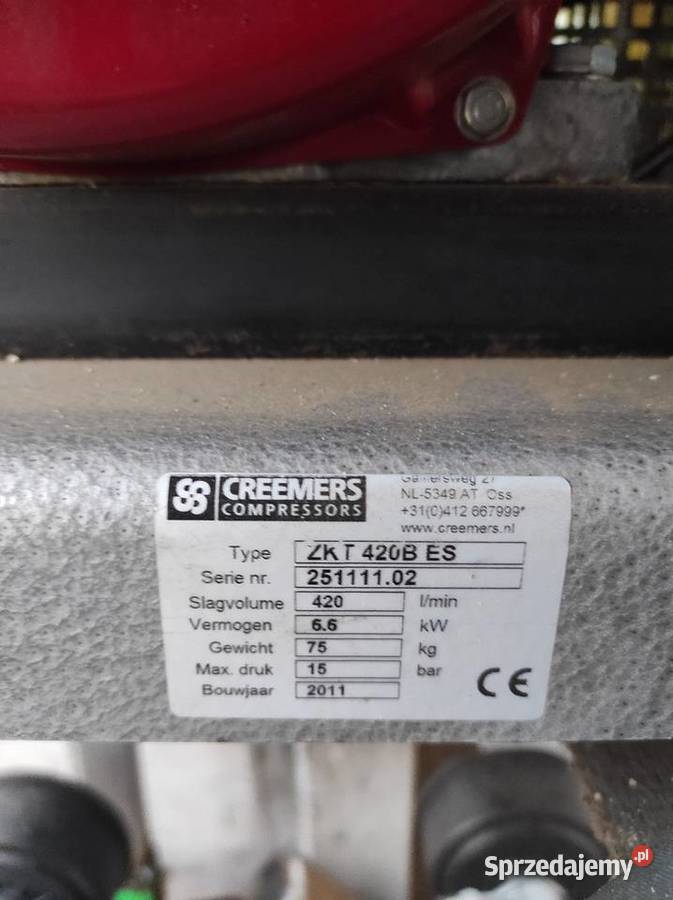 CREEMERS
COMPRESSORS
NL-5349 AT Oss
+31(0)412 667999*
www.creemers.nl
Type ZKT 420B ES
Serie nr. 251111.02
Slagvolume 420 l/min
Vermogen 6.6 kW
Gewicht 75 kg
Max. druk 15 bar
Bouwjaar 2011
CE
Sprzedajemy.pl